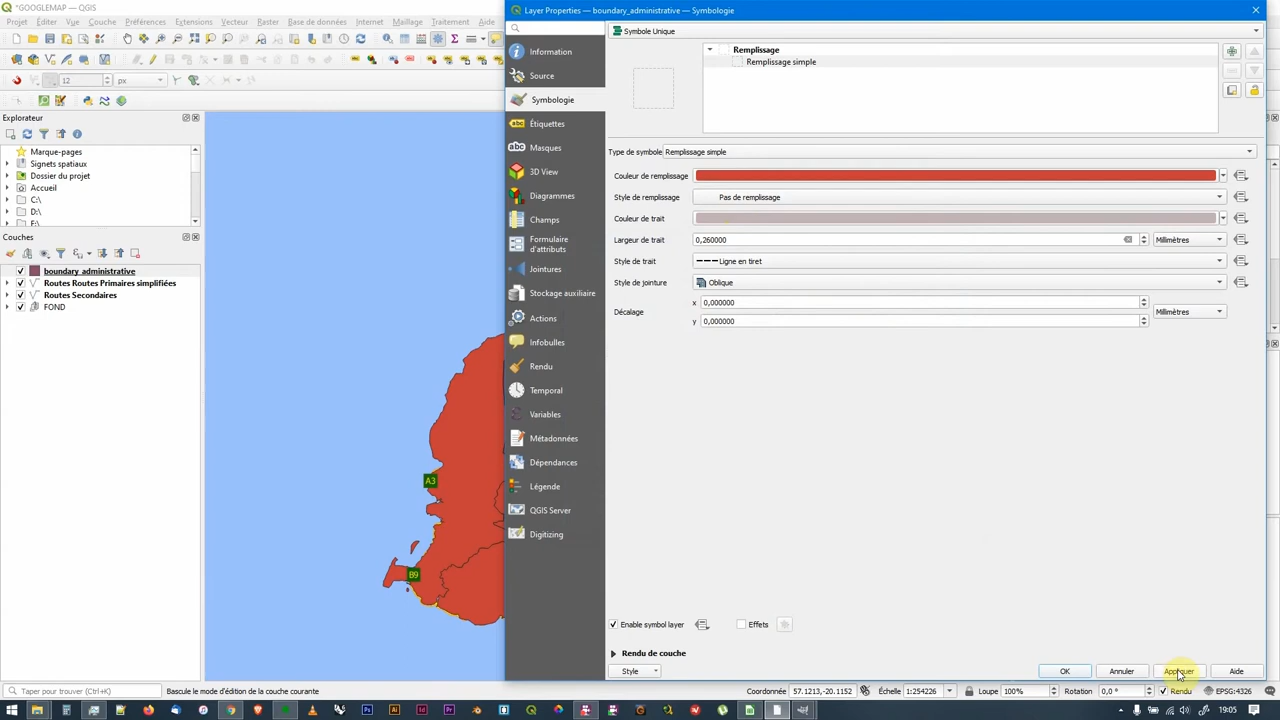 *GOOGLEMAP — QGIS
Projet Éditer Vue Couche Préférences Extensions Vecteur Raster
Internet Maillage Traitement Aide
12 px
Explorateur
Marque-pages
Signets spatiaux
Dossier du projet
Accueil
C:\
D:\
E:\
Couches
boundary_administrative
Routes Routes Primaires simplifiées
Routes Secondaires
FOND
A3
B9
Layer Properties — boundary_administrative — Symbologie
Information
Source
Symbologie
Étiquettes
Masques
3D View
Diagrammes
Champs
Formulaire
d'attributs
Jointures
Stockage auxiliaire
Actions
Infobulles
Rendu
Temporal
Variables
Métadonnées
Dépendances
Légende
QGIS Server
Digitizing
Symbole Unique
Remplissage
Remplissage simple
Type de symbole Remplissage simple
Couleur de remplissage
Style de remplissage Pas de remplissage
Couleur de trait
Largeur de trait 0,260000 Millimètres
Style de trait Ligne en tiret
Style de jointure Oblique
Décalage x 0,000000 Millimètres
y 0,000000
Enable symbol layer Effets
Rendu de couche
Style OK Annuler Appliquer Aide
Taper pour trouver (Ctrl+K) Bascule le mode d'édition de la couche courante Coordonnée 57.1213,-20.1152 Échelle 1:254226 Loupe 100% Rotation 0,0 ° Rendu EPSG:4326
19:05